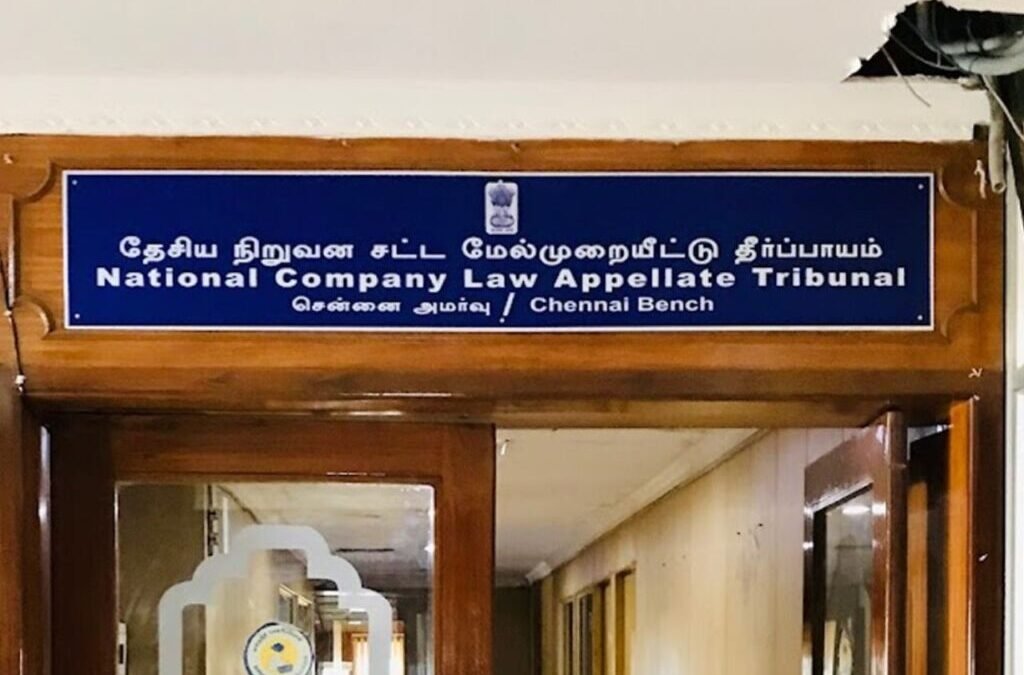 தேசிய நிறுவன சட்ட மேல்முறையீட்டு தீர்ப்பாயம்
National Company Law Appellate Tribunal
சென்னை அமர்வு / Chennai Bench